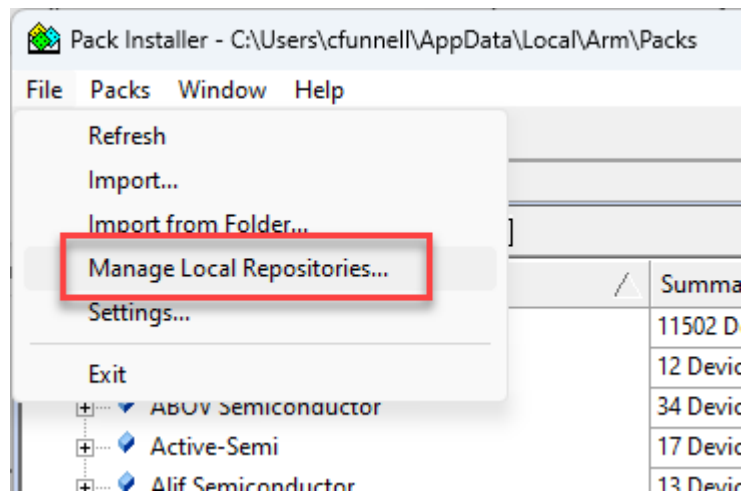 Pack Installer - C:\Users\cfunnell\AppData\Local\Arm\Packs
File Packs Window Help
Refresh
Import...
Import from Folder...
]
Manage Local Repositories...
Summa
Settings...
11502 D
12 Devic
Exit
ABOV Semiconductor
34 Devic
Active-Semi
17 Devic
Alif Semiconductor
13 Devic